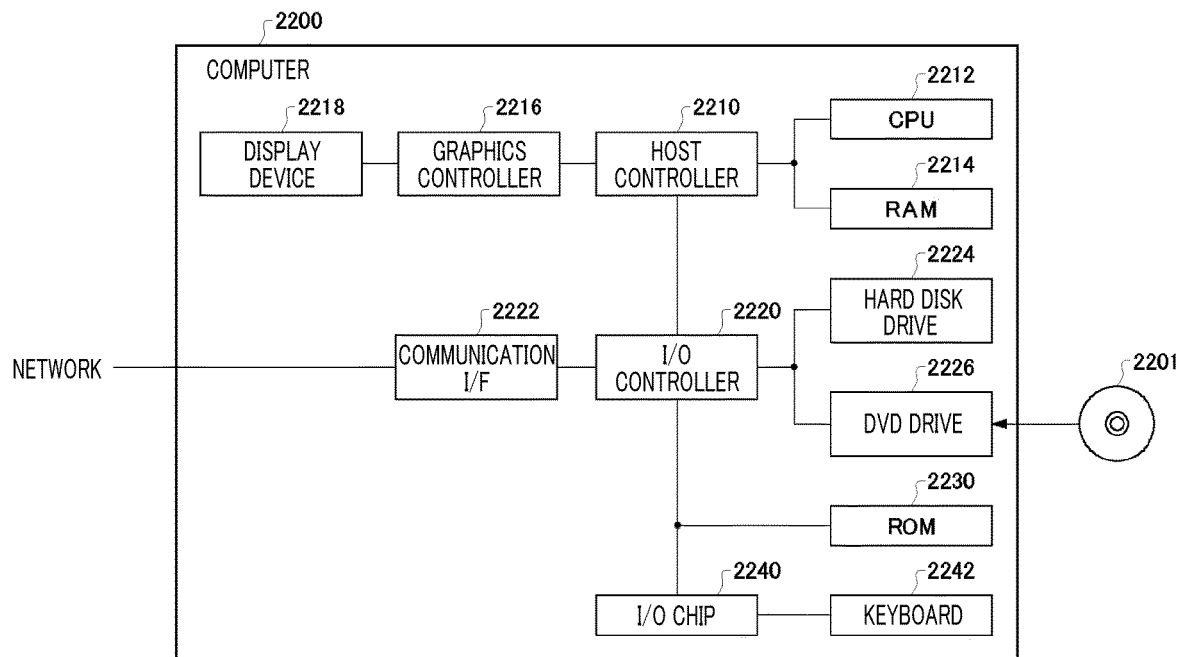 2200
COMPUTER
2218
2216
2210
2212
DISPLAY
DEVICE
GRAPHICS
CONTROLLER
HOST
CONTROLLER
CPU
2214
RAM
2224
HARD DISK
DRIVE
2222
2220
NETWORK
COMMUNICATION
I/F
I/O
CONTROLLER
2226
DVD DRIVE
2201
2230
ROM
2240
2242
I/O CHIP
KEYBOARD